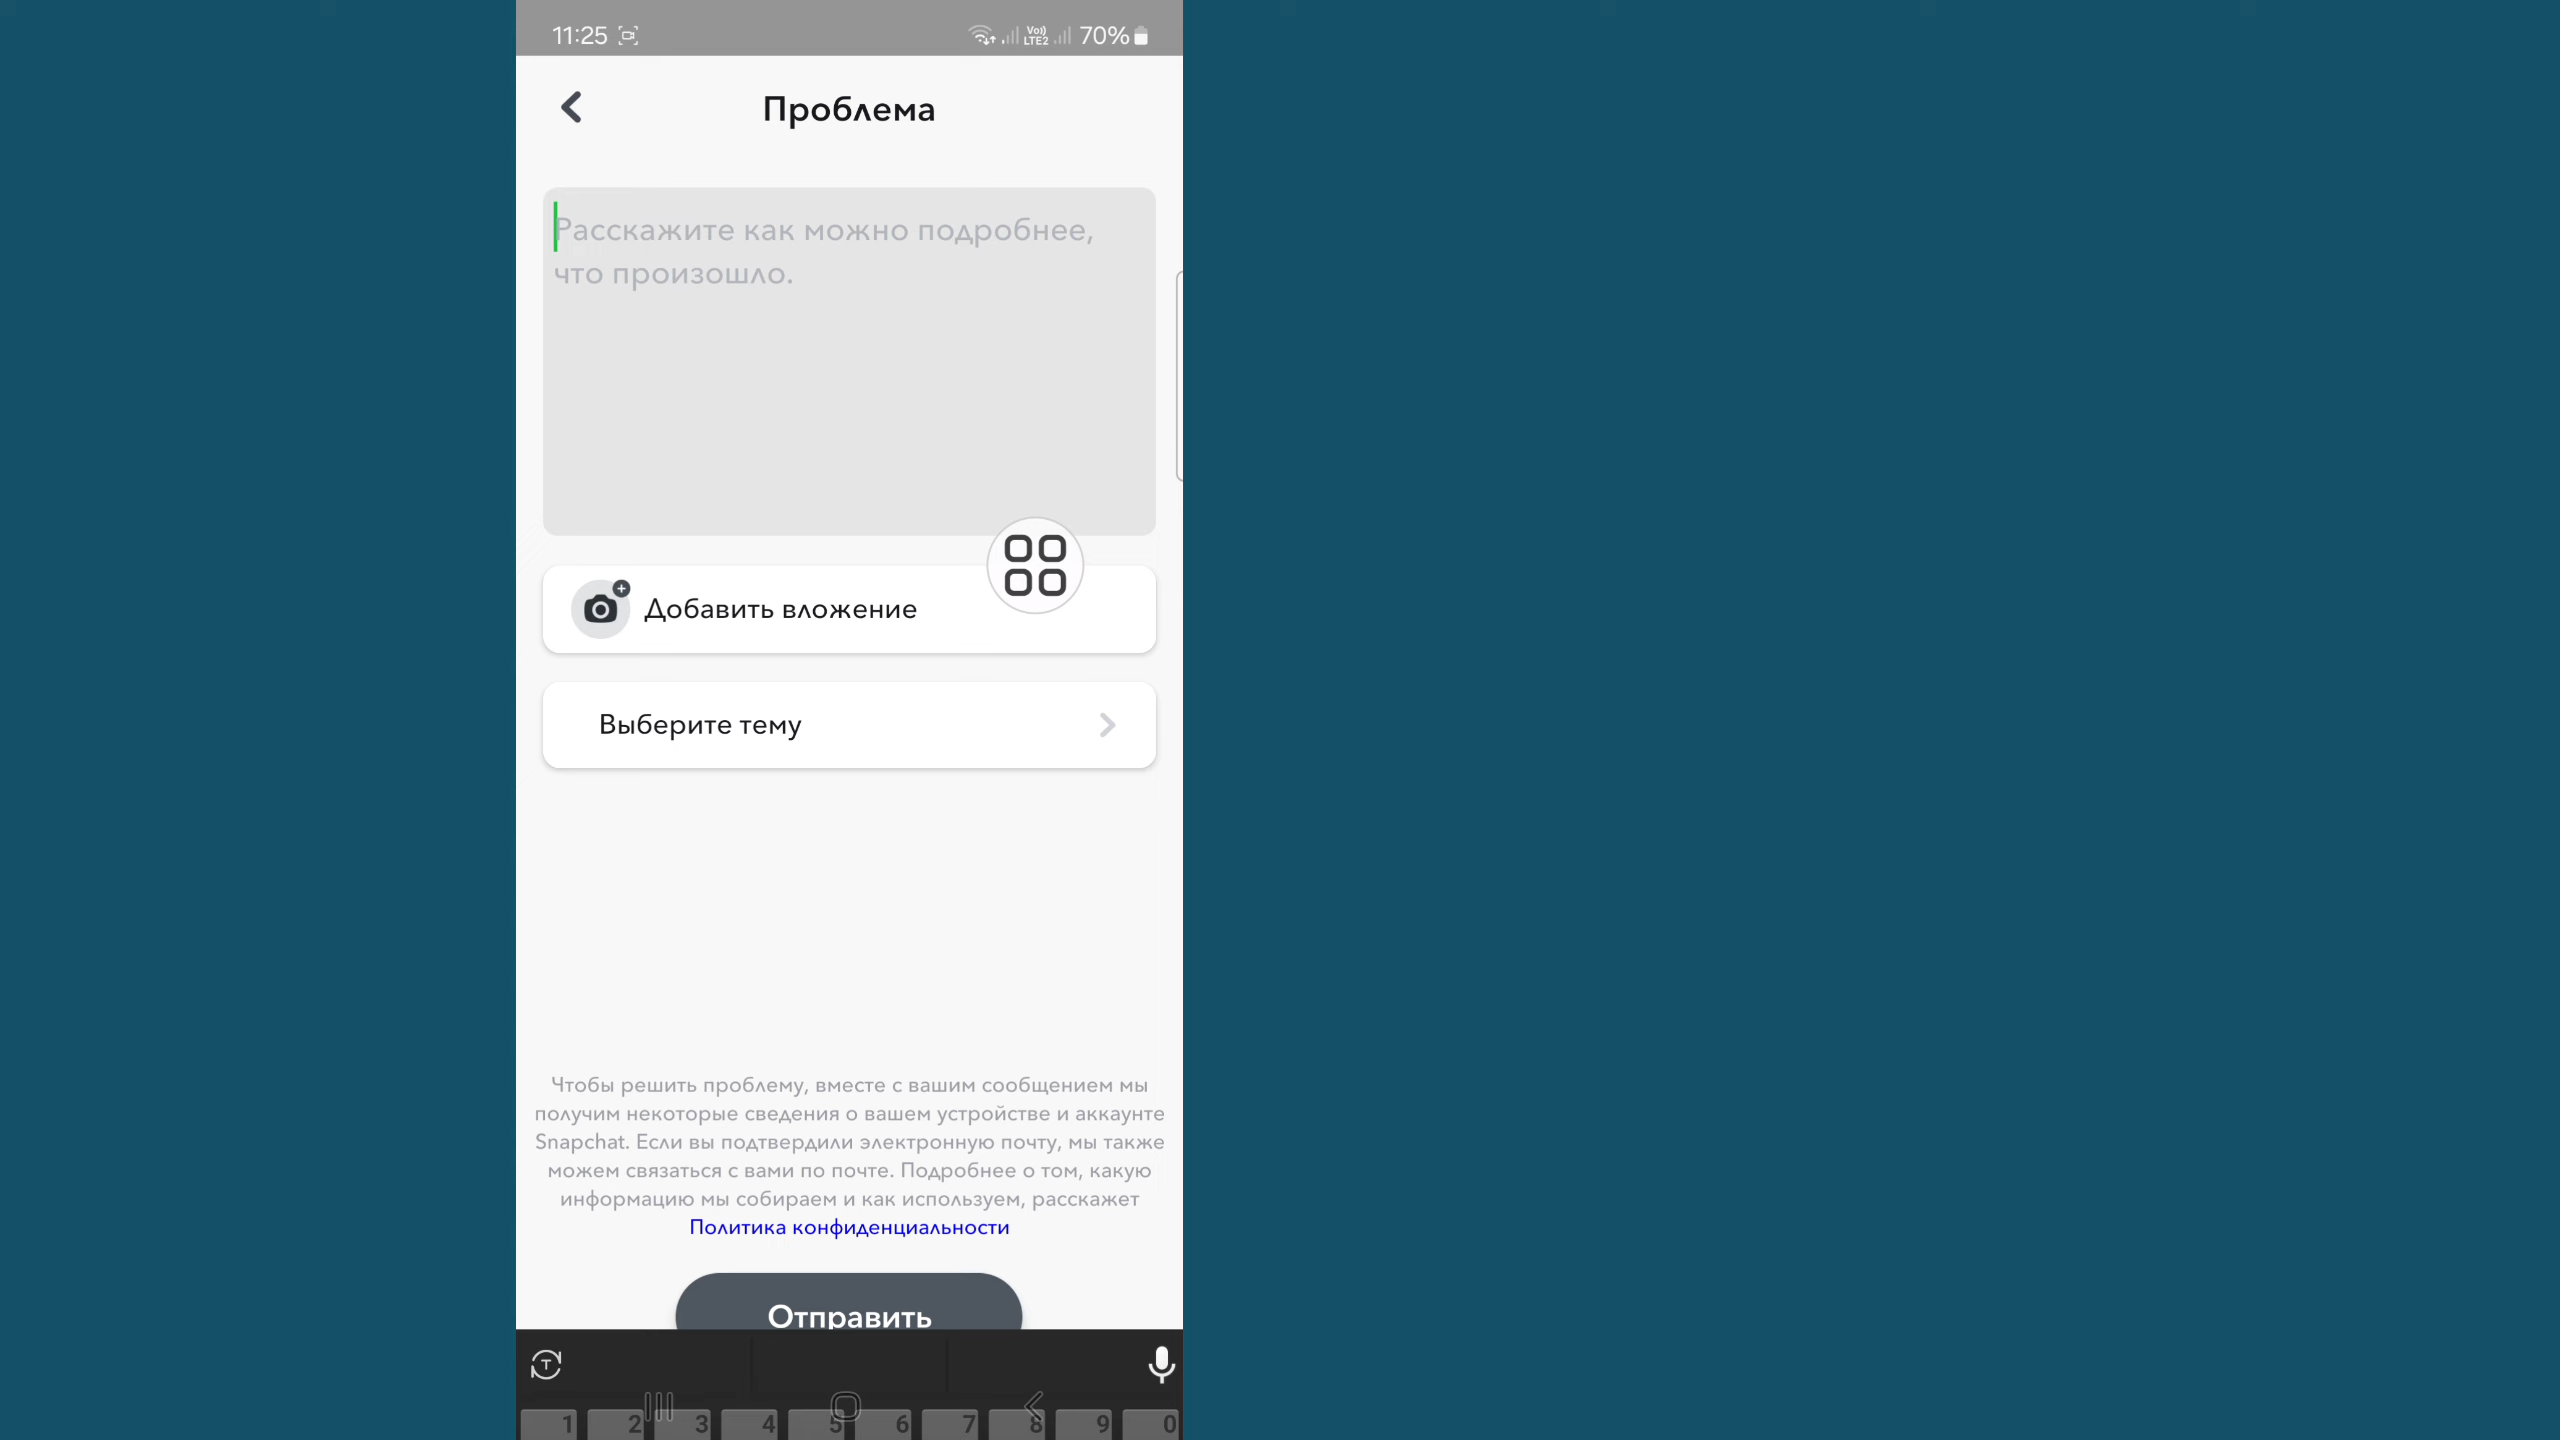 11:25
Vo)) LTE2 70%
Проблема
Расскажите как можно подробнее,
что произошло.
Добавить вложение
Выберите тему
Чтобы решить проблему, вместе с вашим сообщением мы
получим некоторые сведения о вашем устройстве и аккаунте
Snapchat. Если вы подтвердили электронную почту, мы также
можем связаться с вами по почте. Подробнее о том, какую
информацию мы собираем и как используем, расскажет
Политика конфиденциальности
Отправить
T
1 2 3 4 5 6 7 8 9 0